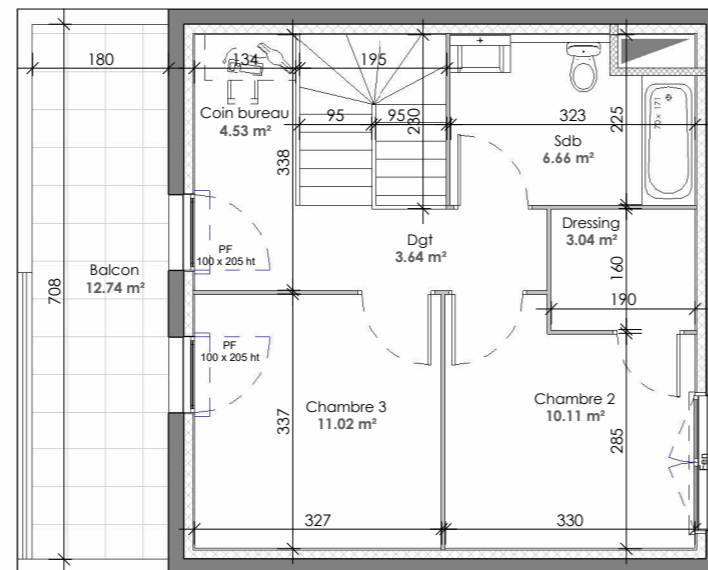 180
134
195
Coin bureau
4.53 m²
95
95
230
323
225
70 x 171
Sdb
6.66 m²
338
Dgt
3.64 m²
Dressing
3.04 m²
160
190
PF
100 x 205 ht
Balcon
12.74 m²
708
PF
100 x 205 ht
Chambre 3
11.02 m²
337
Chambre 2
10.11 m²
285
Fen
327
330